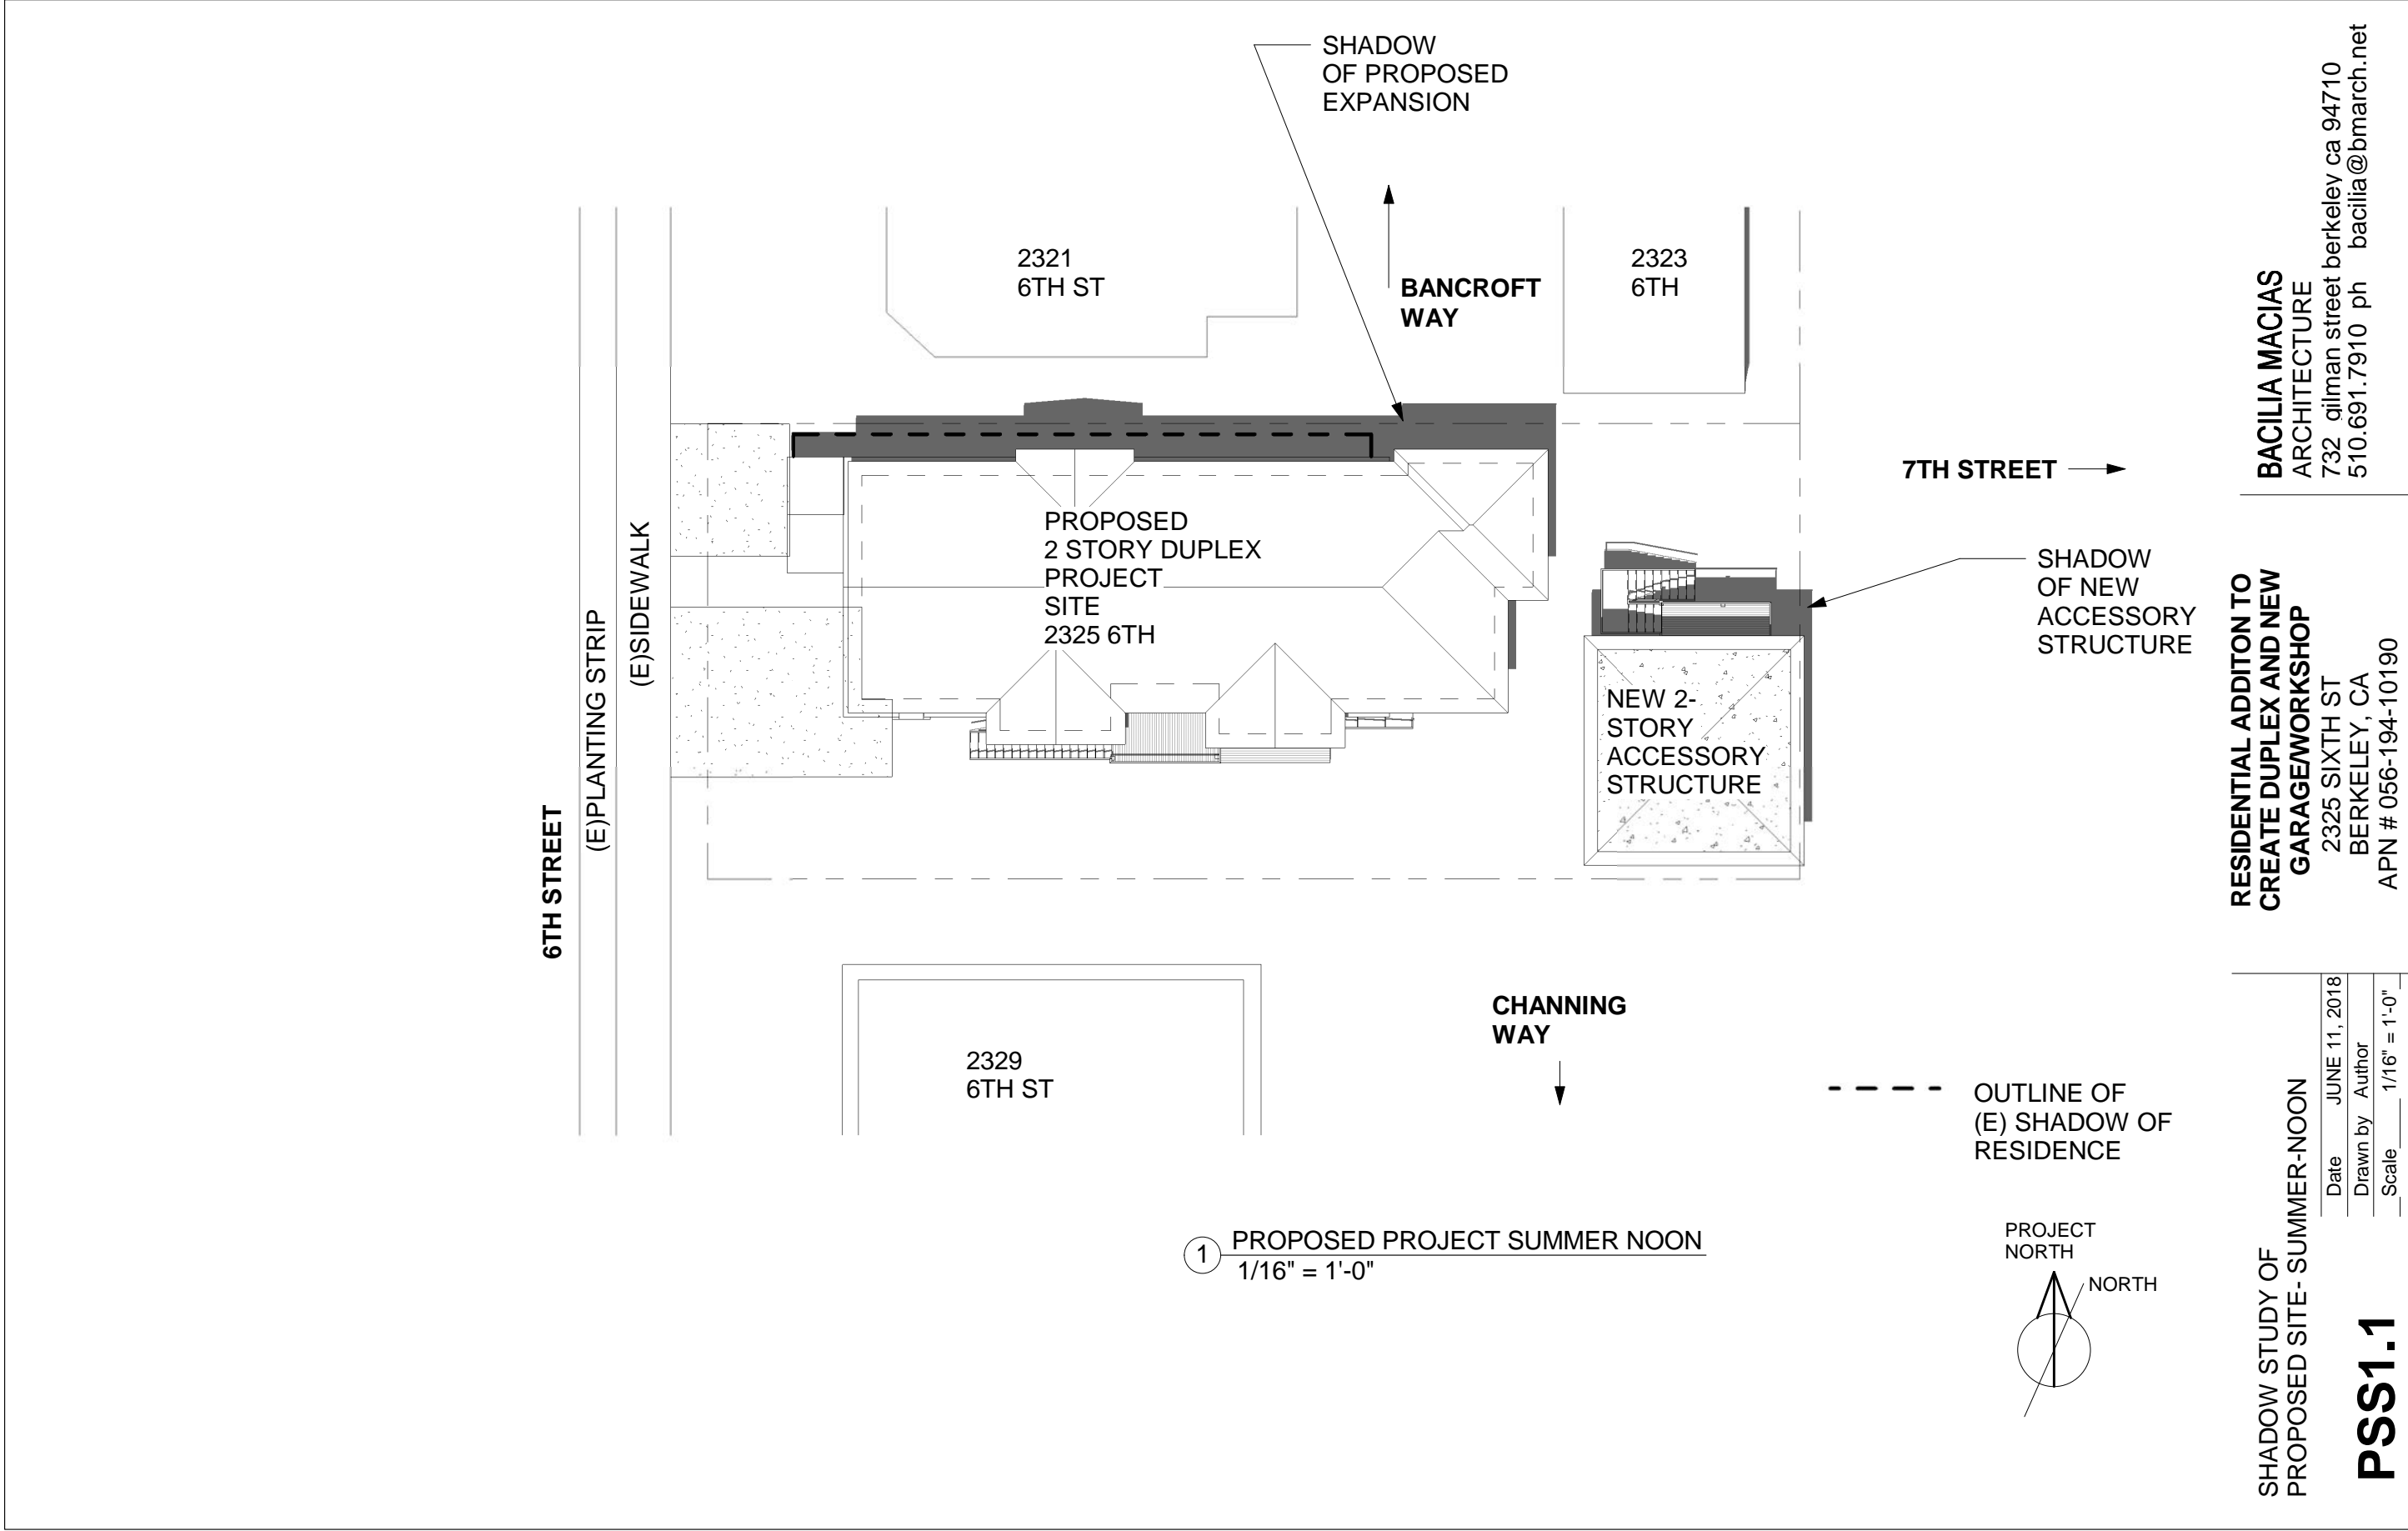 SHADOW
OF PROPOSED
EXPANSION
2321
6TH ST
BANCROFT
WAY
2323
6TH
7TH STREET
PROPOSED
2 STORY DUPLEX
PROJECT
SITE
2325 6TH
SHADOW
OF NEW
ACCESSORY
STRUCTURE
NEW 2-
STORY
ACCESSORY
STRUCTURE
6TH STREET
(E)PLANTING STRIP
(E)SIDEWALK
2329
6TH ST
CHANNING
WAY
OUTLINE OF
(E) SHADOW OF
RESIDENCE
1
PROPOSED PROJECT SUMMER NOON
1/16" = 1'-0"
PROJECT
NORTH
NORTH
BACILIA MACIAS
ARCHITECTURE
732 gilman street berkeley ca 94710
510.691.7910 ph bacilia@bmarch.net
RESIDENTIAL ADDITON TO
CREATE DUPLEX AND NEW
GARAGE/WORKSHOP
2325 SIXTH ST
BERKELEY, CA
APN # 056-194-10190
SHADOW STUDY OF
PROPOSED SITE- SUMMER-NOON
Date JUNE 11, 2018
Drawn by Author
Scale 1/16" = 1'-0"
PSS1.1